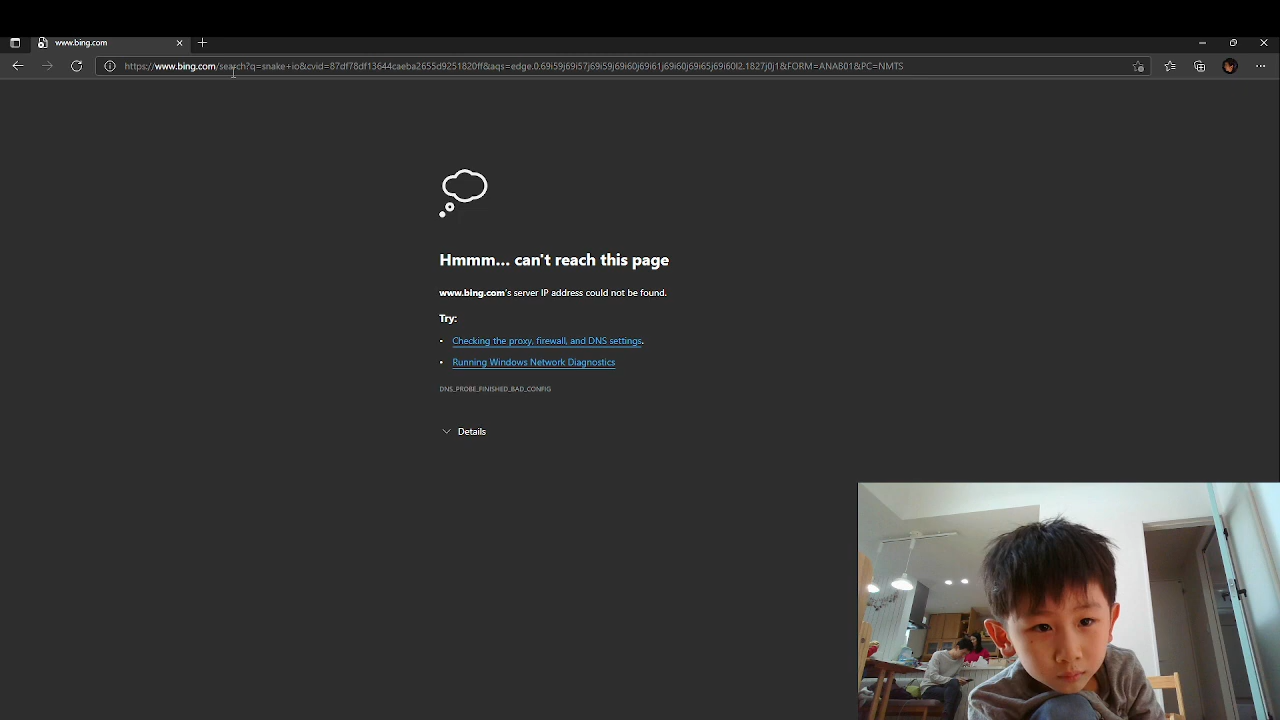 www.bing.com
https://www.bing.com/search?q=snake+io&cvid=87df78df13644caeba2655d9251820ff&aqs=edge.0.69i59j69i57j69i59j69i60j69i61j69i60j69i65j69i60l2.1827j0j1&FORM=ANAB01&PC=NMTS
Hmmm... can't reach this page
www.bing.com's server IP address could not be found.
Try:
• Checking the proxy, firewall, and DNS settings.
• Running Windows Network Diagnostics
DNS_PROBE_FINISHED_BAD_CONFIG
Details